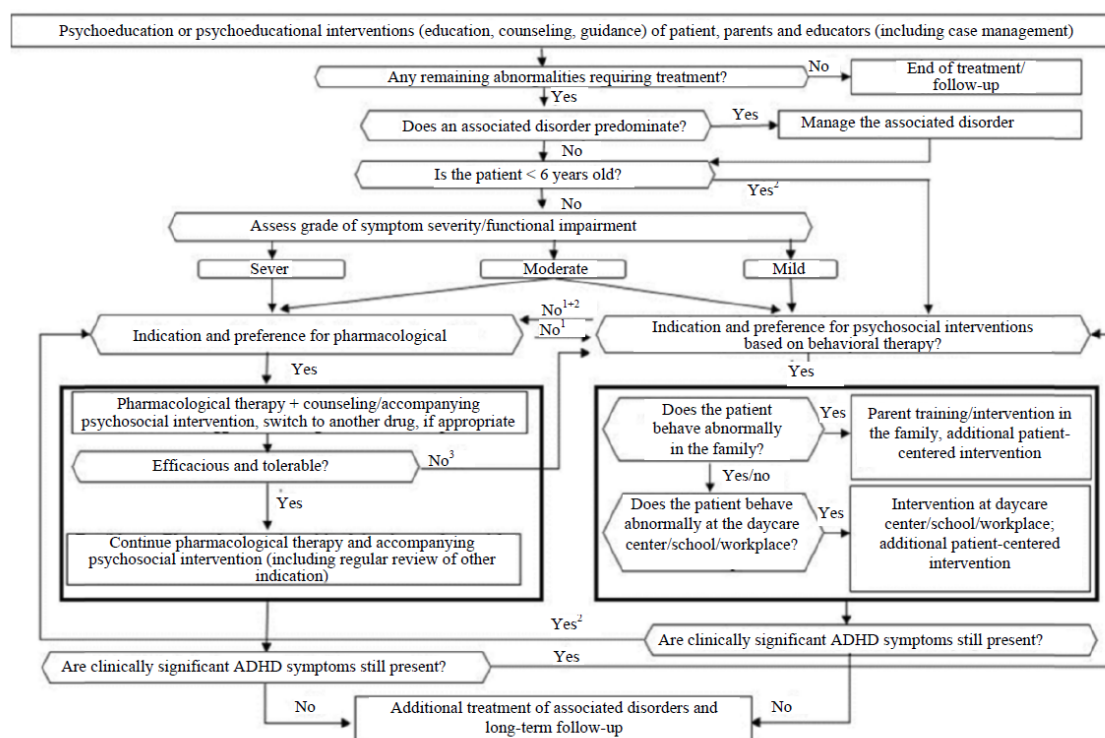 Psychoeducation or psychoeducational interventions (education, counseling, guidance) of patient, parents and educators (including case management)
Any remaining abnormalities requiring treatment?
No
End of treatment/
follow-up
Yes
Does an associated disorder predominate?
Yes
Manage the associated disorder
No
Is the patient < 6 years old?
Yes²
No
Assess grade of symptom severity/functional impairment
Sever
Moderate
Mild
Indication and preference for pharmacological
No¹⁺²
No¹
Indication and preference for psychosocial interventions
based on behavioral therapy?
Yes
Yes
Pharmacological therapy + counseling/accompanying
psychosocial intervention, switch to another drug, if appropriate
Efficacious and tolerable?
No³
Yes
Continue pharmacological therapy and accompanying
psychosocial intervention (including regular review of other
indication)
Does the patient
behave abnormally
in the family?
Yes
Parent training/intervention in
the family, additional patient-
centered intervention
Yes/no
Does the patient behave
abnormally at the daycare
center/school/workplace?
Yes
Intervention at daycare
center/school/workplace;
additional patient-centered
intervention
Yes²
Are clinically significant ADHD symptoms still present?
Are clinically significant ADHD symptoms still present?
Yes
No
Additional treatment of associated disorders and
long-term follow-up
No